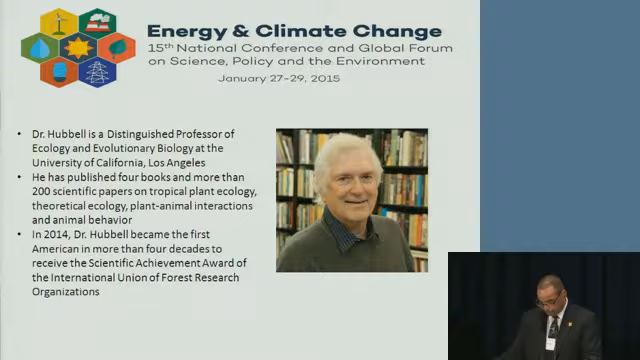 Energy & Climate Change
15th National Conference and Global Forum
on Science, Policy and the Environment
January 27-29, 2015
• Dr. Hubbell is a Distinguished Professor of
Ecology and Evolutionary Biology at the
University of California, Los Angeles
• He has published four books and more than
200 scientific papers on tropical plant ecology,
theoretical ecology, plant-animal interactions
and animal behavior
• In 2014, Dr. Hubbell became the first
American in more than four decades to
receive the Scientific Achievement Award of
the International Union of Forest Research
Organizations